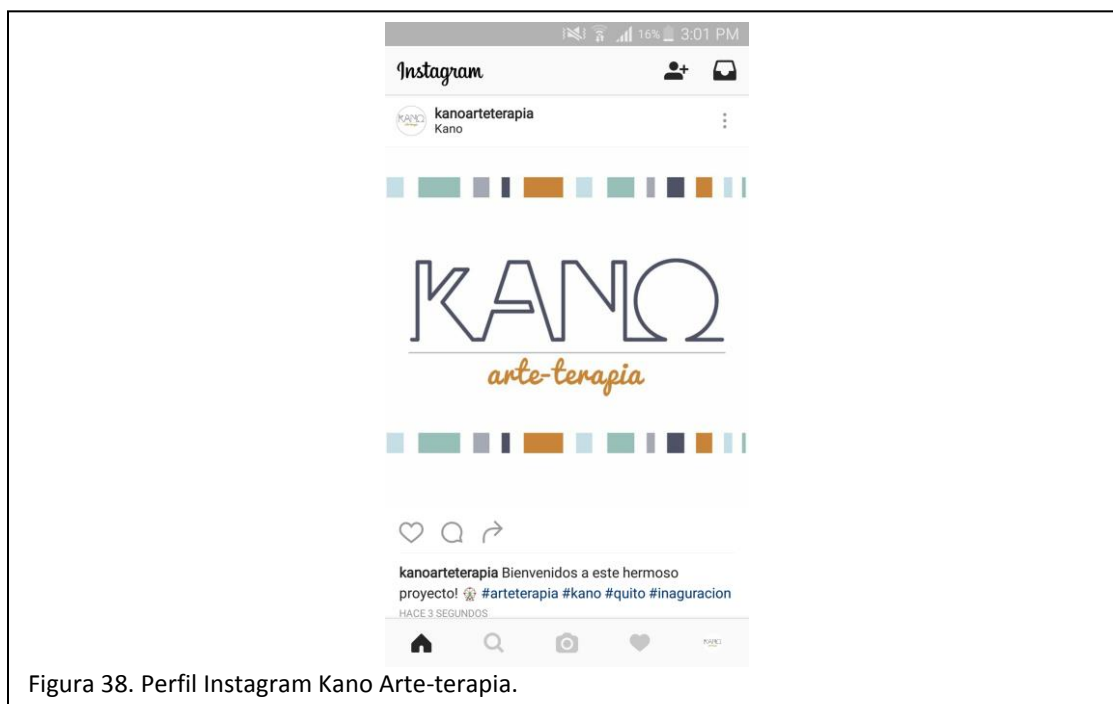 16% 3:01 PM
Instagram
kanoarteterapia
Kano
KANO
arte-terapia
kanoarteterapia Bienvenidos a este hermoso
proyecto! #arteterapia #kano #quito #inaguracion
HACE 3 SEGUNDOS
KANO
Figura 38. Perfil Instagram Kano Arte-terapia.